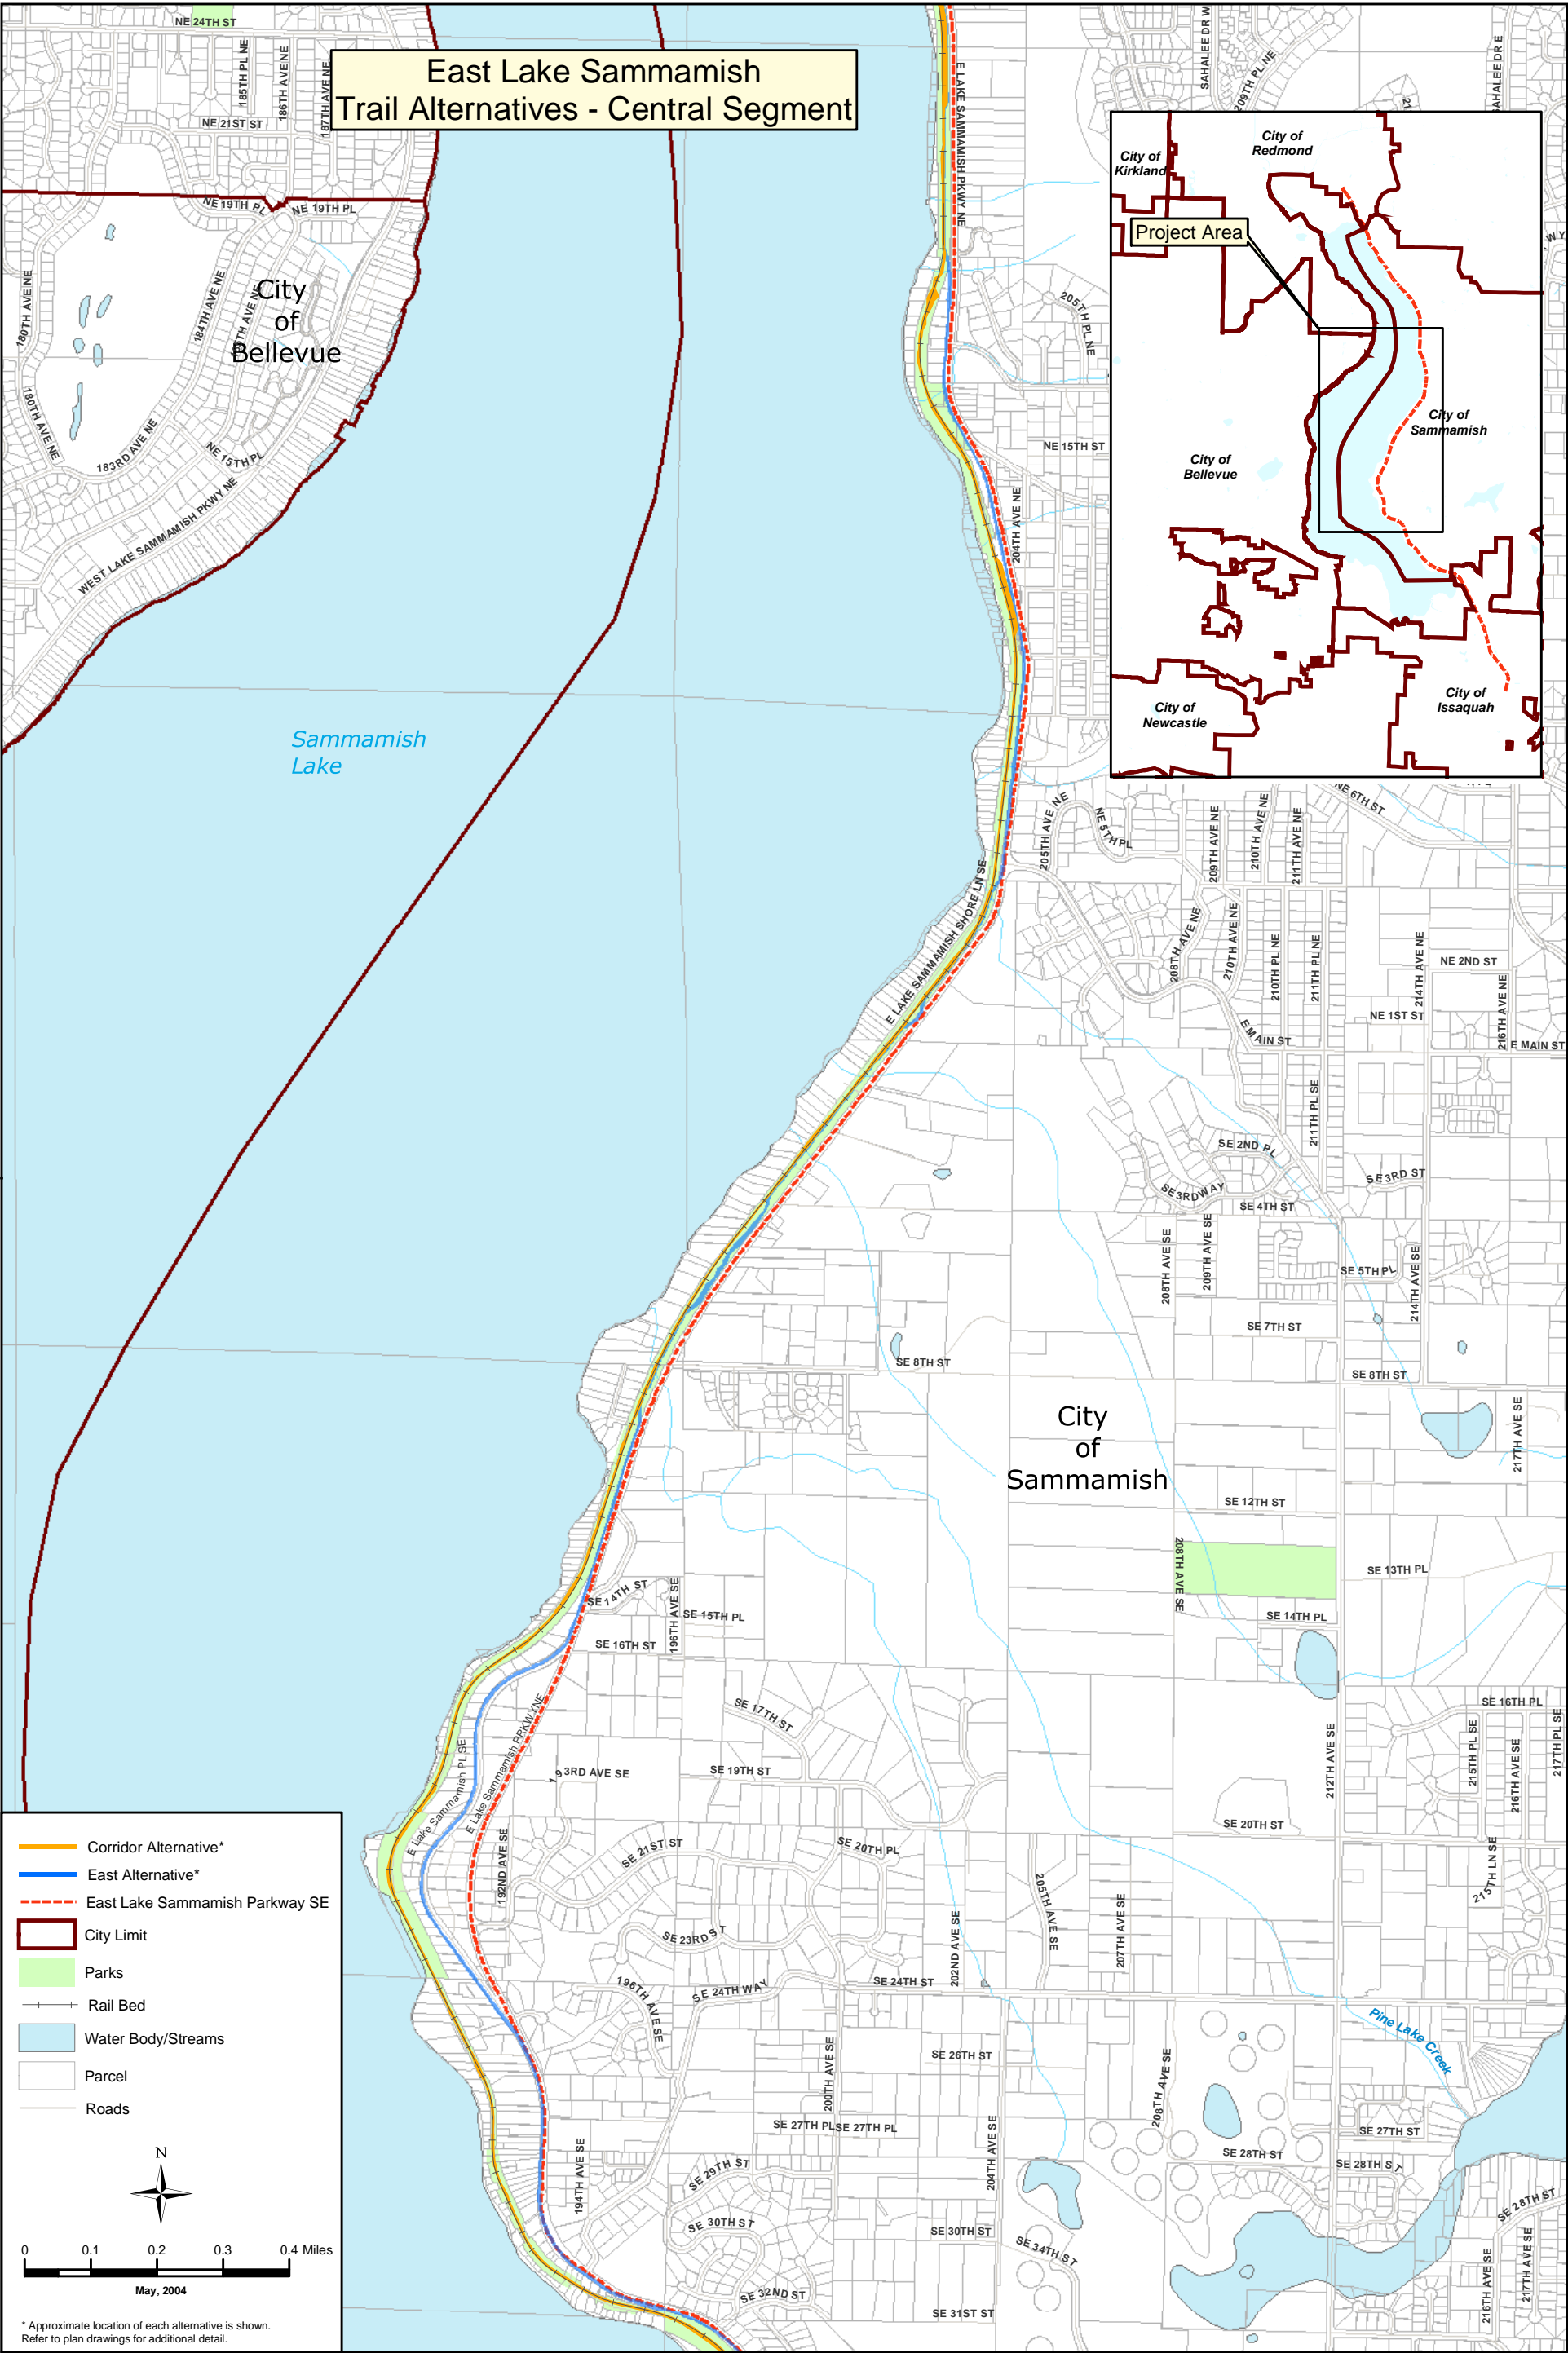 East Lake Sammamish
Trail Alternatives - Central Segment
NE 24TH ST
185TH PL NE
186TH AVE NE
187TH AVE NE
NE 21ST ST
NE 19TH PL
NE 19TH PL
180TH AVE NE
184TH AVE NE
City
of
Bellevue
180TH AVE NE
183RD AVE NE
NE 15TH PL
WEST LAKE SAMMAMISH PKWY NE
Sammamish
Lake
E LAKE SAMMAMISH PKWY NE
SAHALEE DR W
209TH PL NE
SAHALEE DR E
205TH PL NE
NE 15TH ST
204TH AVE NE
City of
Kirkland
City of
Redmond
Project Area
City of
Sammamish
City of
Bellevue
City of
Newcastle
City of
Issaquah
NE 6TH ST
205TH AVE NE
NE 5TH PL
209TH AVE NE
210TH AVE NE
211TH AVE NE
E LAKE SAMMAMISH SHORE LN SE
208TH AVE NE
210TH AVE NE
210TH PL NE
211TH PL NE
214TH AVE NE
NE 2ND ST
216TH AVE NE
NE 1ST ST
E MAIN ST
E MAIN ST
211TH PL SE
SE 2ND PL
SE 3RD WAY
SE 3RD ST
SE 4TH ST
208TH AVE SE
209TH AVE SE
SE 5TH PL
214TH AVE SE
SE 7TH ST
SE 8TH ST
SE 8TH ST
City
of
Sammamish
217TH AVE SE
SE 12TH ST
208TH AVE SE
SE 13TH PL
SE 14TH PL
SE 14TH ST
196TH AVE SE
SE 15TH PL
SE 16TH ST
SE 16TH PL
SE 17TH ST
E Lake Sammamish PRKWYNE
E Lake Sammamish PL SE
193RD AVE SE
SE 19TH ST
212TH AVE SE
215TH PL SE
216TH AVE SE
217TH PL SE
SE 20TH ST
192ND AVE SE
SE 21ST ST
SE 20TH PL
205TH AVE SE
215TH LN SE
SE 23RD ST
202ND AVE SE
207TH AVE SE
196TH AVE SE
SE 24TH WAY
SE 24TH ST
Pine Lake Creek
200TH AVE SE
SE 26TH ST
208TH AVE SE
SE 27TH PL
SE 27TH PL
SE 27TH ST
194TH AVE SE
SE 29TH ST
204TH AVE SE
SE 28TH ST
SE 28TH ST
SE 28TH ST
SE 30TH ST
SE 30TH ST
SE 34TH ST
216TH AVE SE
217TH AVE SE
SE 32ND ST
SE 31ST ST
Corridor Alternative*
East Alternative*
East Lake Sammamish Parkway SE
City Limit
Parks
Rail Bed
Water Body/Streams
Parcel
Roads
N
0 0.1 0.2 0.3 0.4 Miles
May, 2004
* Approximate location of each alternative is shown.
Refer to plan drawings for additional detail.